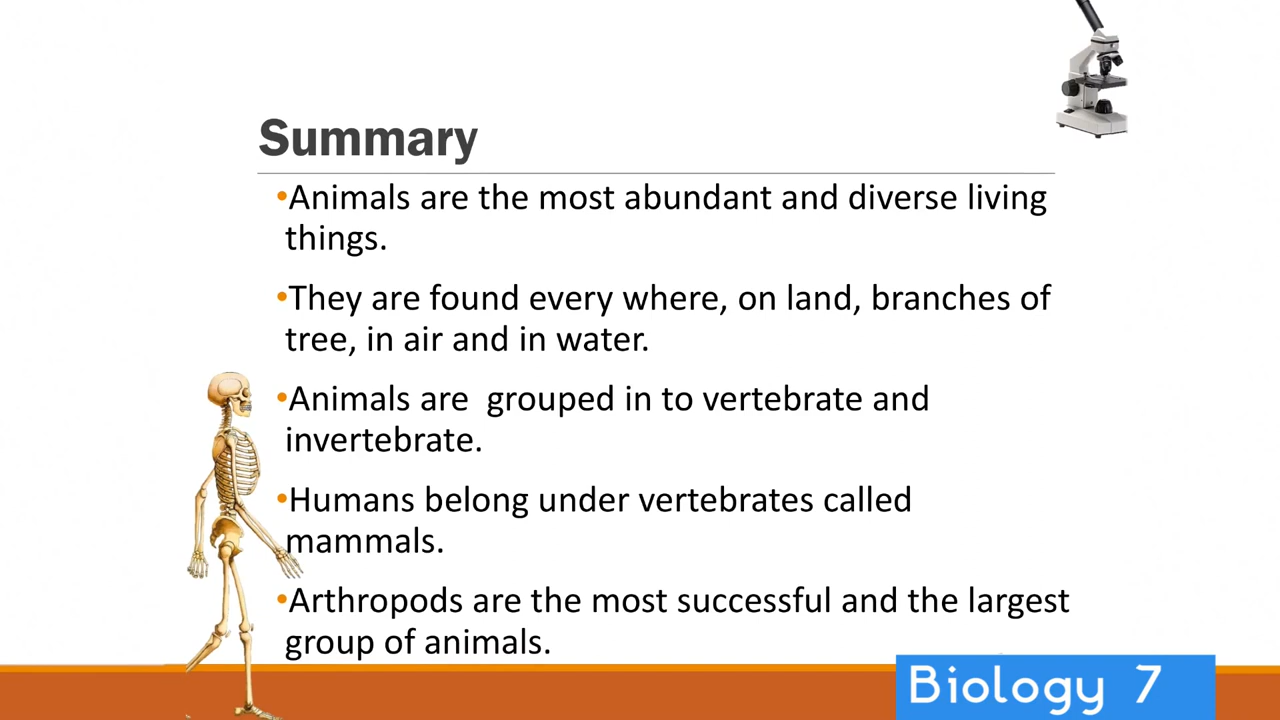 Summary
•Animals are the most abundant and diverse living
things.
•They are found every where, on land, branches of
tree, in air and in water.
•Animals are  grouped in to vertebrate and
invertebrate.
•Humans belong under vertebrates called
mammals.
•Arthropods are the most successful and the largest
group of animals.
Biology 7